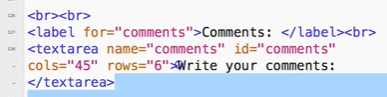 <br><br>
<label for="comments">Comments: </label><br>
<textarea name="comments" id="comments"
cols="45" rows="6">Write your comments:
</textarea>